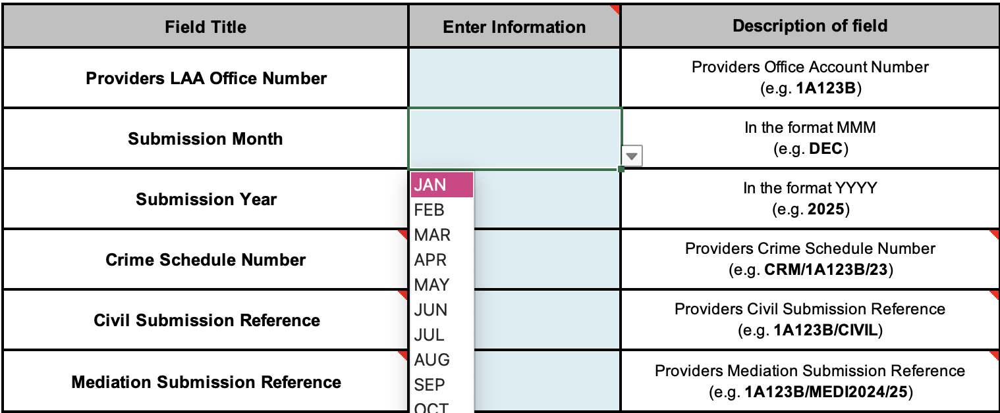 Field Title
Enter Information
Description of field
Providers LAA Office Number
Providers Office Account Number
(e.g. 1A123B)
Submission Month
In the format MMM
(e.g. DEC)
Submission Year
In the format YYYY
(e.g. 2025)
Crime Schedule Number
Providers Crime Schedule Number
(e.g. CRM/1A123B/23)
Civil Submission Reference
Providers Civil Submission Reference
(e.g. 1A123B/CIVIL)
Mediation Submission Reference
Providers Mediation Submission Reference
(e.g. 1A123B/MEDI2024/25)
JAN
FEB
MAR
APR
MAY
JUN
JUL
AUG
SEP
OCT